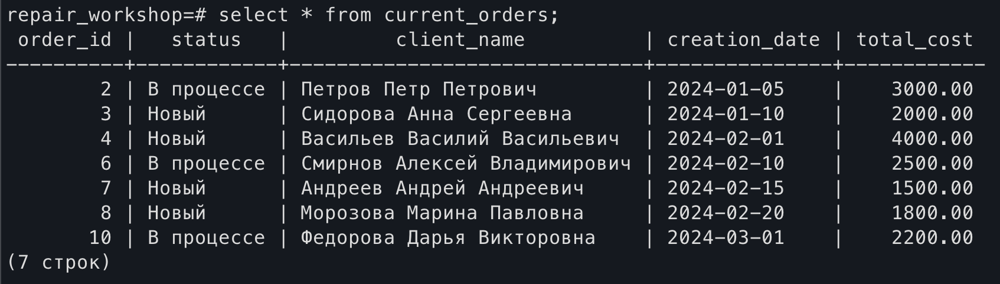 repair_workshop=# select * from current_orders;
 order_id |   status   |         client_name          | creation_date | total_cost
----------+------------+------------------------------+---------------+------------
        2 | В процессе | Петров Петр Петрович         | 2024-01-05    |    3000.00
        3 | Новый      | Сидорова Анна Сергеевна      | 2024-01-10    |    2000.00
        4 | Новый      | Васильев Василий Васильевич  | 2024-02-01    |    4000.00
        6 | В процессе | Смирнов Алексей Владимирович | 2024-02-10    |    2500.00
        7 | Новый      | Андреев Андрей Андреевич     | 2024-02-15    |    1500.00
        8 | Новый      | Морозова Марина Павловна     | 2024-02-20    |    1800.00
       10 | В процессе | Федорова Дарья Викторовна    | 2024-03-01    |    2200.00
(7 строк)